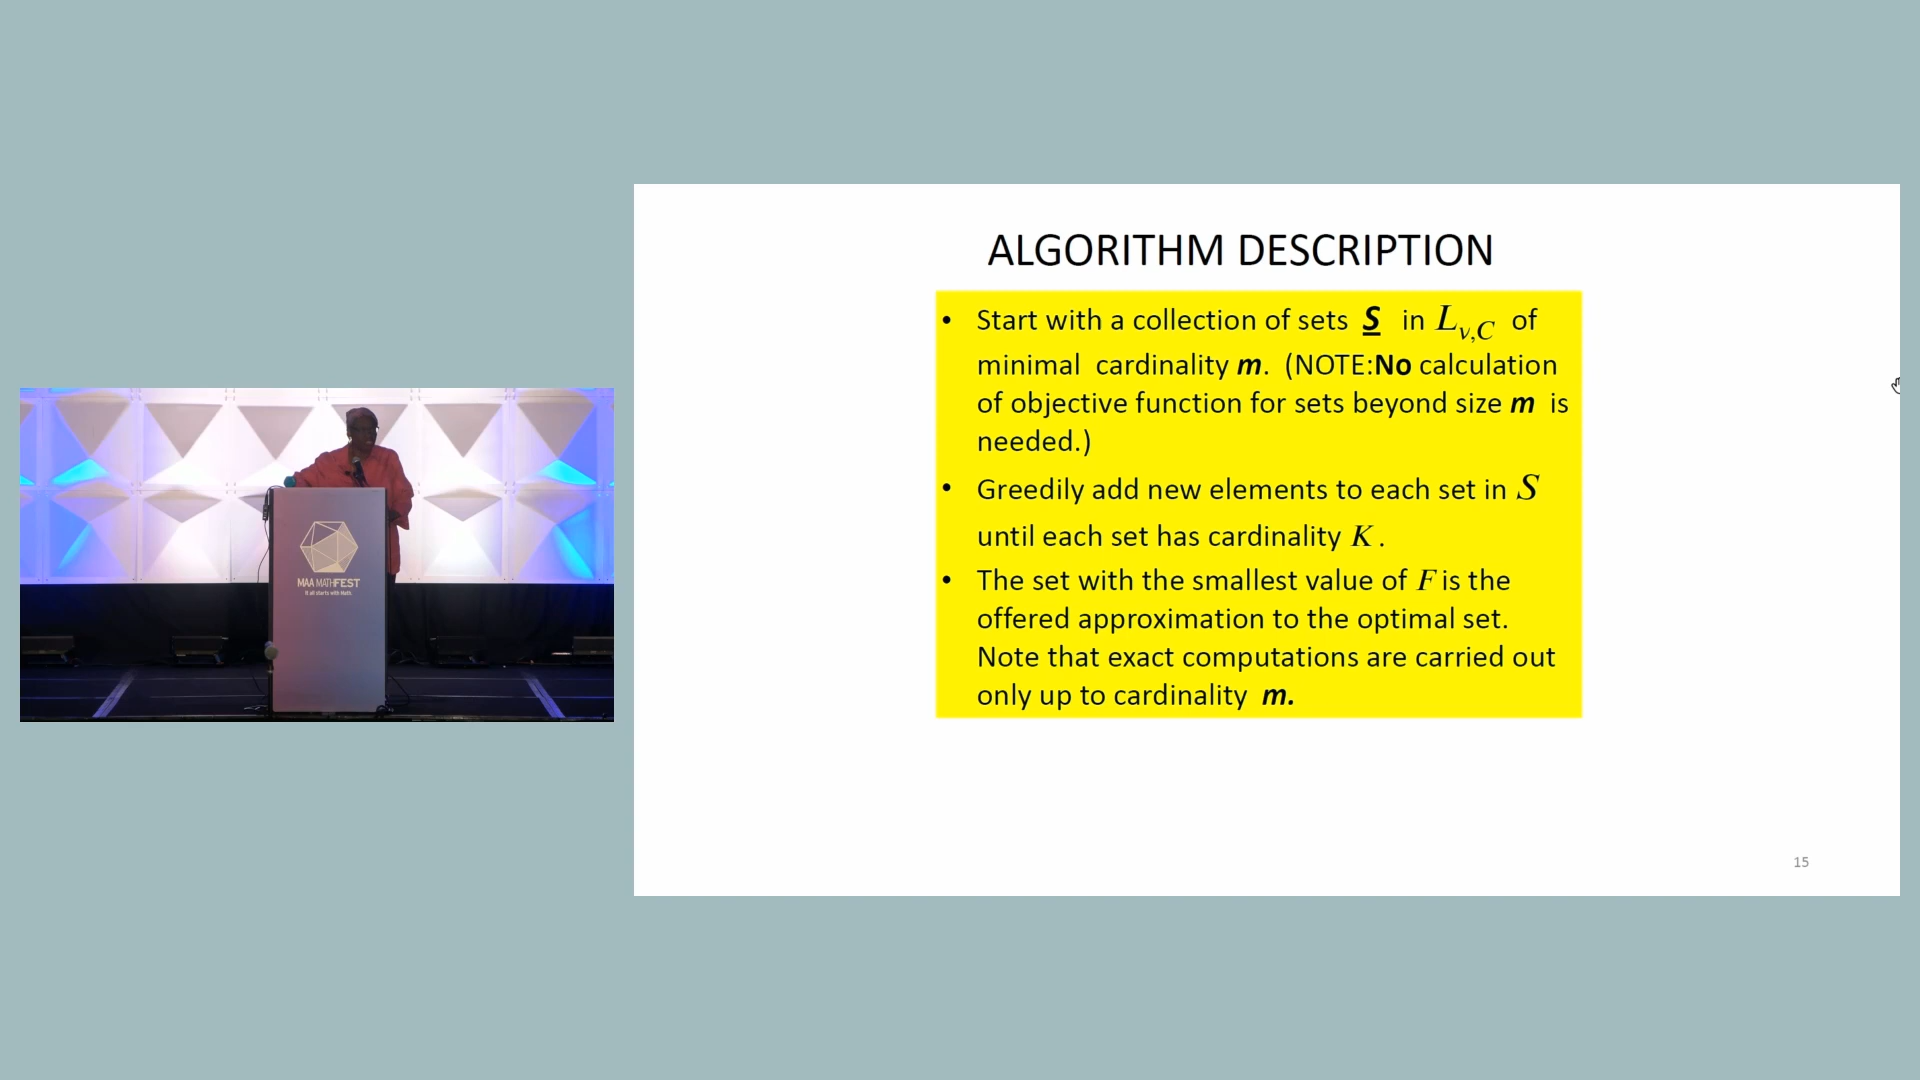 ALGORITHM DESCRIPTION
• Start with a collection of sets S in L_{ν,C} of
minimal cardinality m. (NOTE:No calculation
of objective function for sets beyond size m is
needed.)
• Greedily add new elements to each set in S
until each set has cardinality K .
• The set with the smallest value of F is the
offered approximation to the optimal set.
Note that exact computations are carried out
only up to cardinality m.
15
MAA MATHFEST
It all starts with Math.